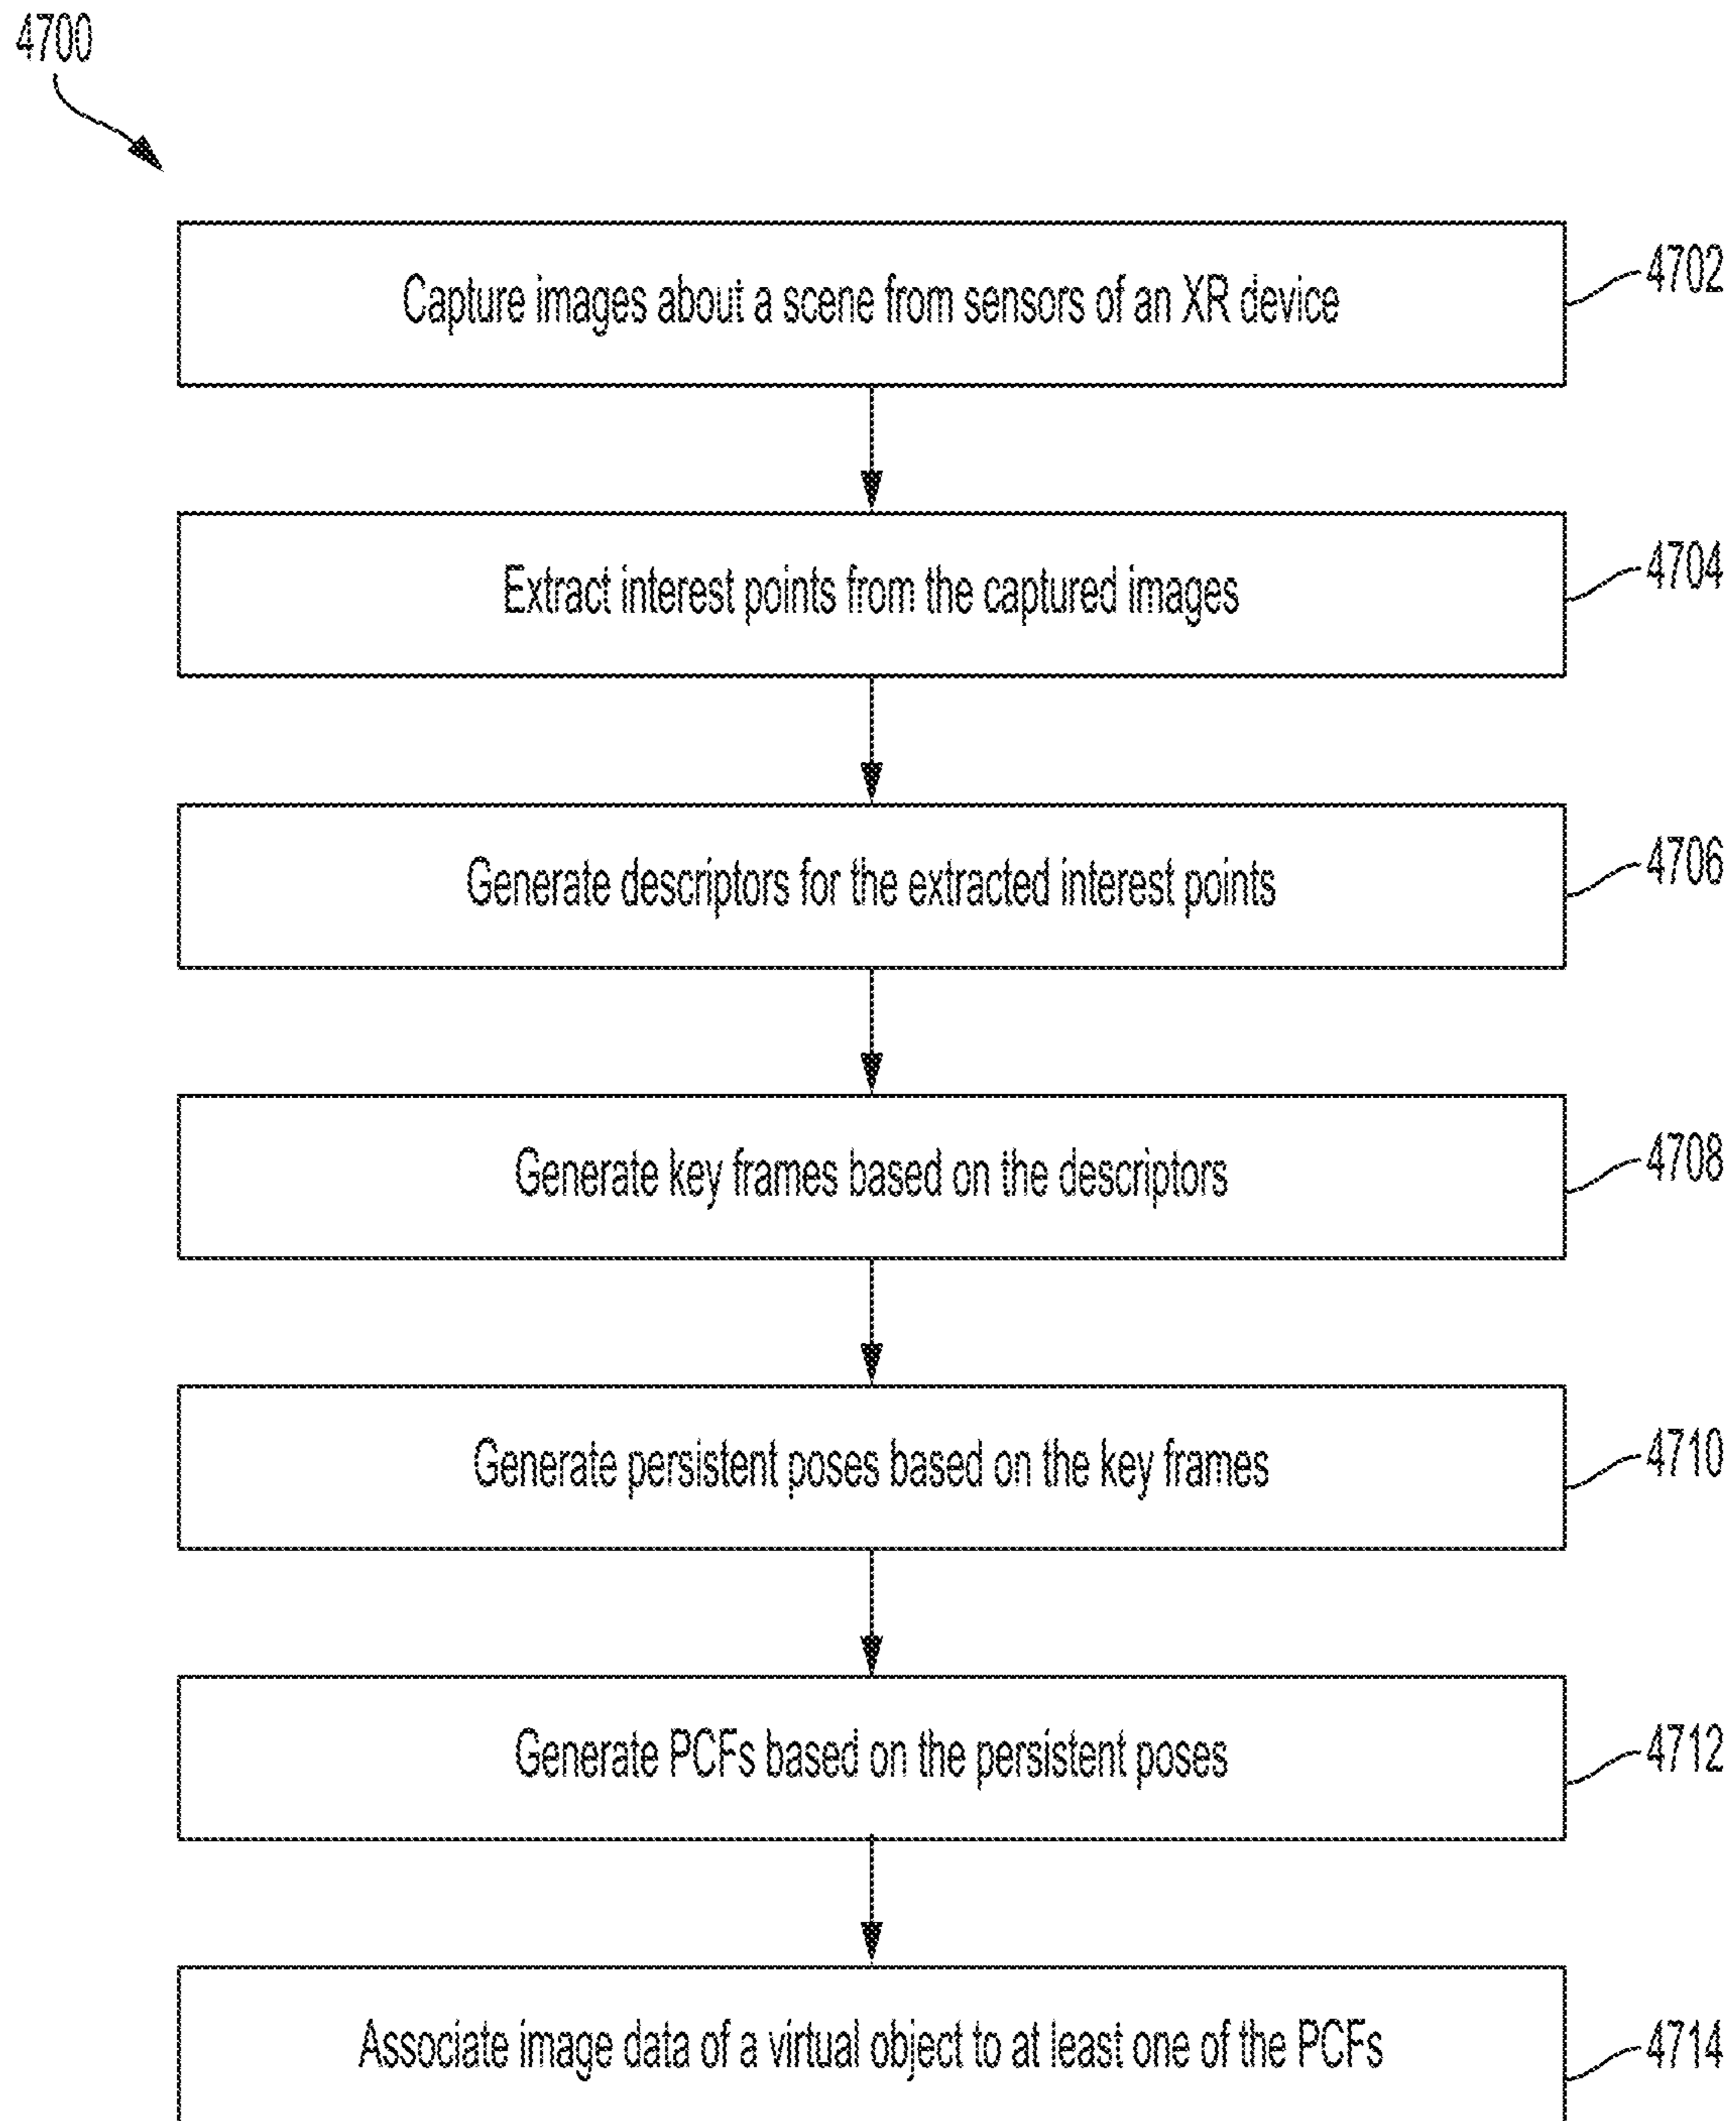 4700
Capture images about a scene from sensors of an XR device
4702
Extract interest points from the captured images
4704
Generate descriptors for the extracted interest points
4706
Generate key frames based on the descriptors
4708
Generate persistent poses based on the key frames
4710
Generate PCFs based on the persistent poses
4712
Associate image data of a virtual object to at least one of the PCFs
4714